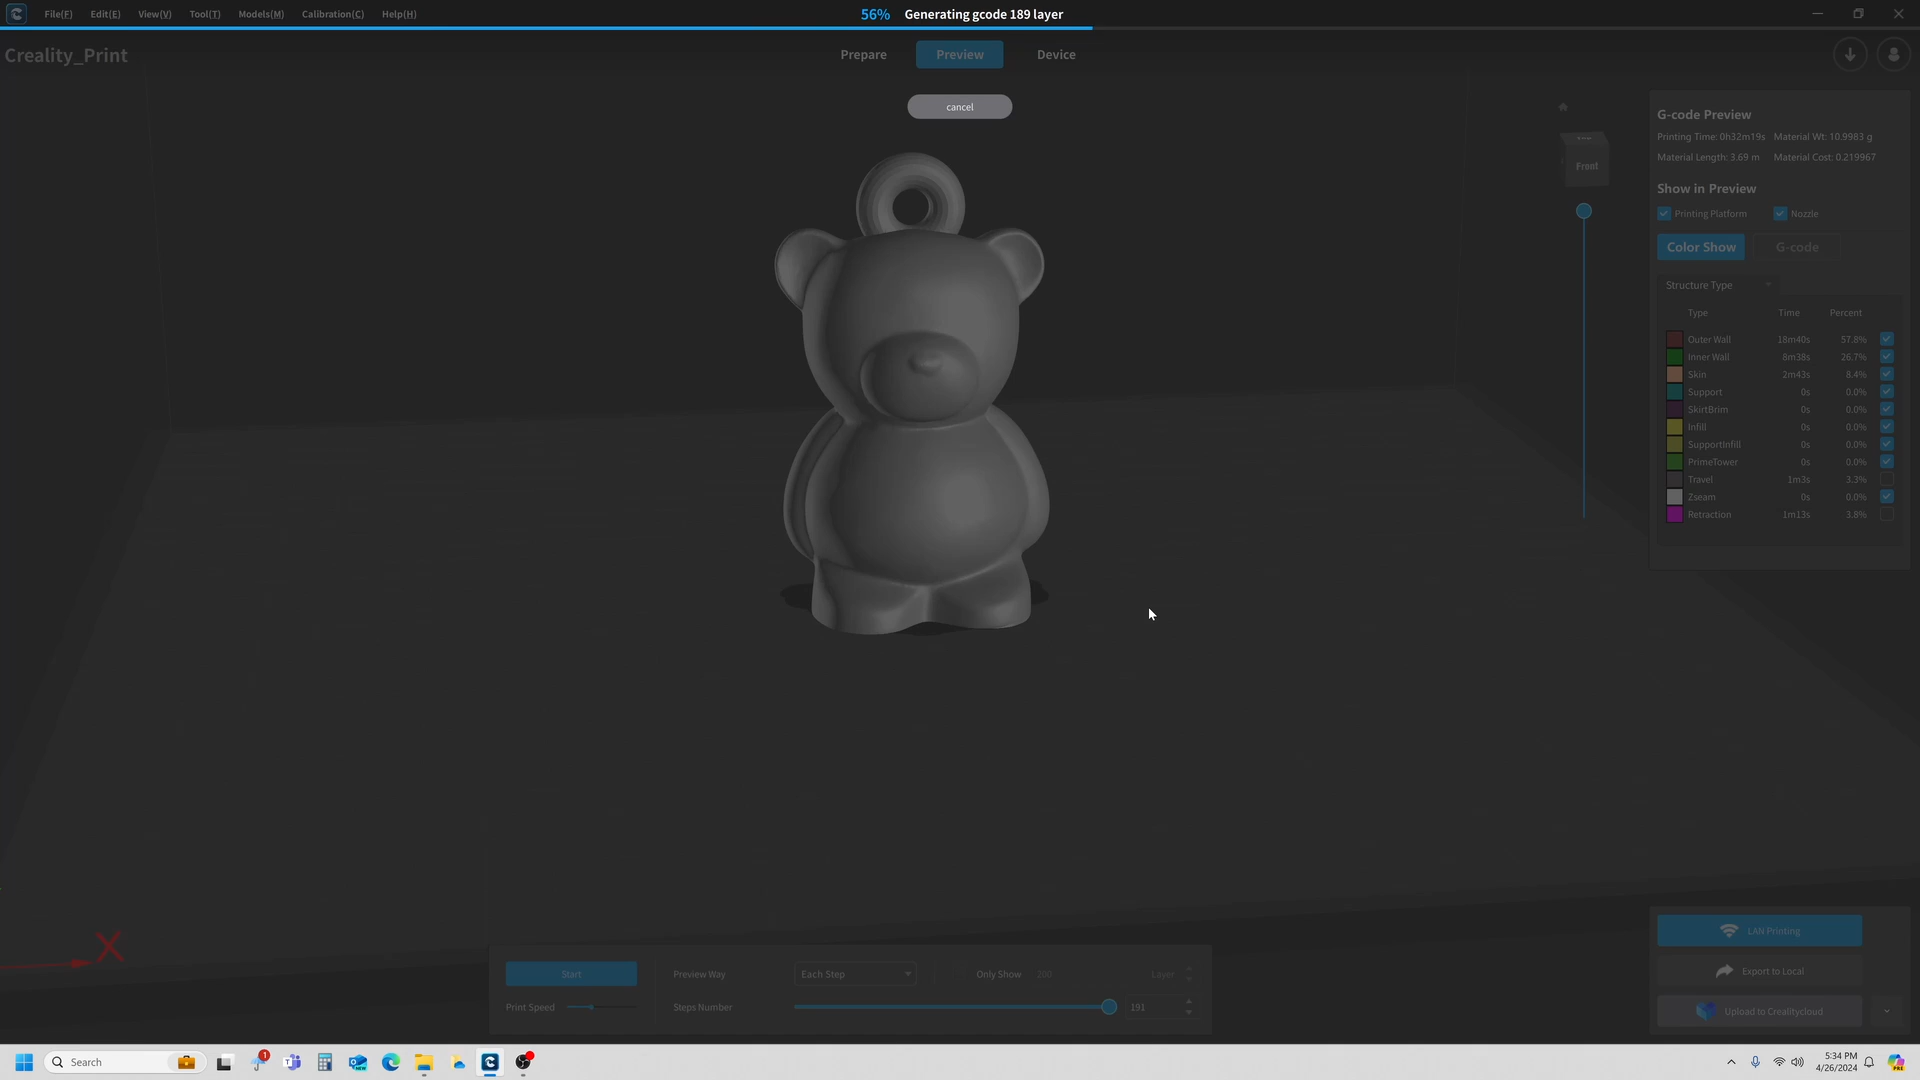 File(F) Edit(E) View(V) Tool(T) Models(M) Calibration(C) Help(H)
56% Generating gcode 189 layer
Creality_Print
Prepare Preview Device
cancel
Front
G-code Preview
Printing Time: 0h32m19s Material Wt: 10.9983 g
Material Length: 3.69 m Material Cost: 0.219967
Show in Preview
Printing Platform Nozzle
Color Show G-code
Structure Type
Type Time Percent
Outer Wall 18m40s 57.8%
Inner Wall 8m38s 26.7%
Skin 2m43s 8.4%
Support 0s 0.0%
SkirtBrim 0s 0.0%
Infill 0s 0.0%
SupportInfill 0s 0.0%
PrimeTower 0s 0.0%
Travel 1m3s 3.3%
Zseam 0s 0.0%
Retraction 1m13s 3.8%
X
LAN Printing
Export to Local
Upload to Crealitycloud
Start Preview Way Each Step Only Show 200 Layer
Print Speed Steps Number 191
Search
1
NEW
5:34 PM
4/26/2024
PRE